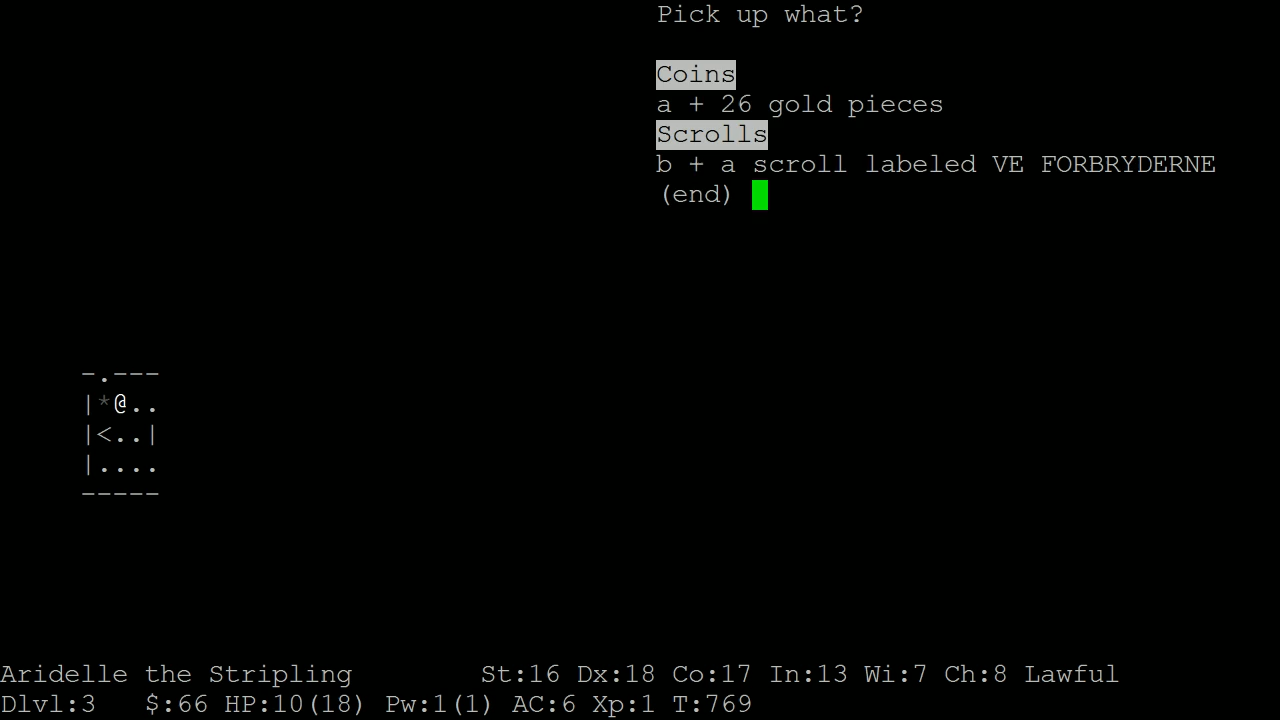 Pick up what?
Coins
a + 26 gold pieces
Scrolls
b + a scroll labeled VE FORBRYDERNE
(end)
-.---
|*@..
|<..|
|....
-----
Aridelle the Stripling St:16 Dx:18 Co:17 In:13 Wi:7 Ch:8 Lawful
Dlvl:3 $:66 HP:10(18) Pw:1(1) AC:6 Xp:1 T:769